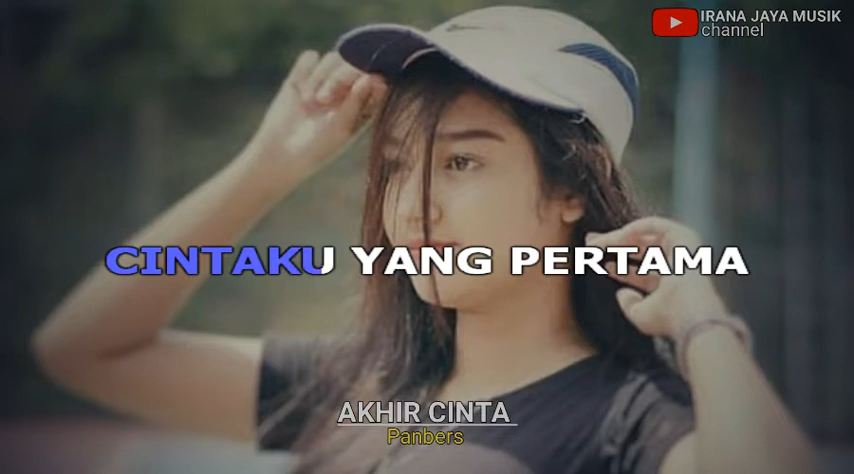 IRANA JAYA MUSIK
channel
CINTAKU YANG PERTAMA
AKHIR CINTA
Panbers